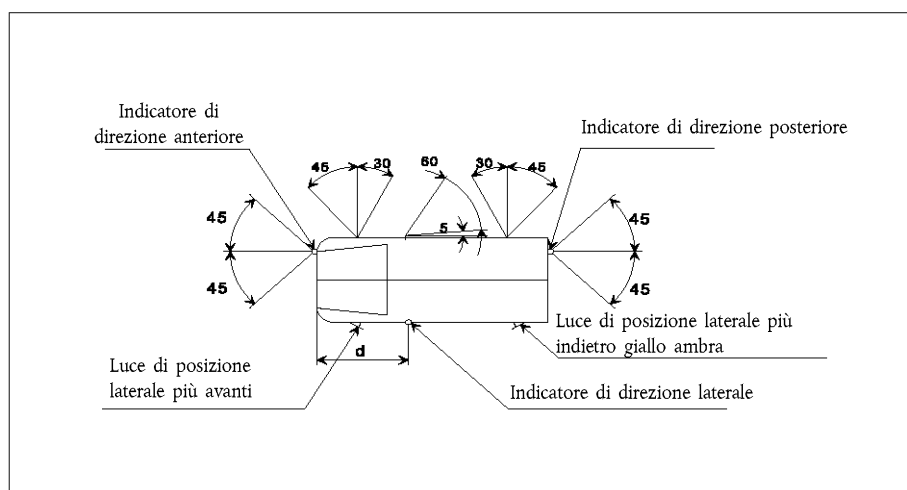 Indicatore di
direzione anteriore
Indicatore di direzione posteriore
45
30
60
30
45
45
5
45
45
45
Luce di posizione laterale più
indietro giallo ambra
d
Luce di posizione
laterale più avanti
Indicatore di direzione laterale